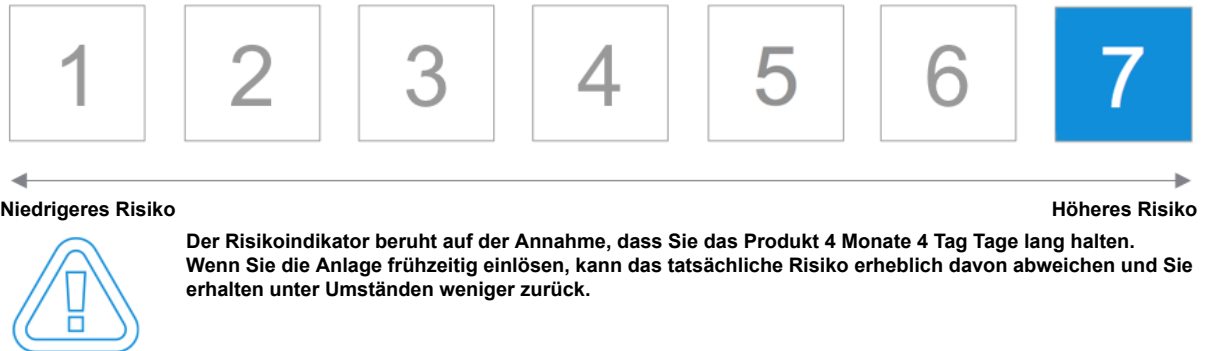 1 2 3 4 5 6 7
Niedrigeres Risiko Höheres Risiko
Der Risikoindikator beruht auf der Annahme, dass Sie das Produkt 4 Monate 4 Tag Tage lang halten.
Wenn Sie die Anlage frühzeitig einlösen, kann das tatsächliche Risiko erheblich davon abweichen und Sie
erhalten unter Umständen weniger zurück.